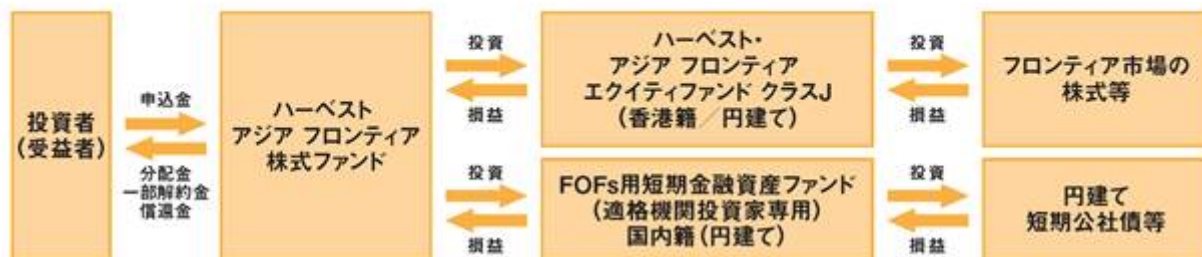 投資者
(受益者)
申込金
分配金
一部解約金
償還金
ハーベスト
アジア フロンティア
株式ファンド
投資
損益
ハーベスト・
アジア フロンティア
エクイティファンド クラスJ
(香港籍／円建て)
投資
損益
フロンティア市場の
株式等
投資
損益
FOFs用短期金融資産ファンド
(適格機関投資家専用)
国内籍(円建て)
投資
損益
円建て
短期公社債等